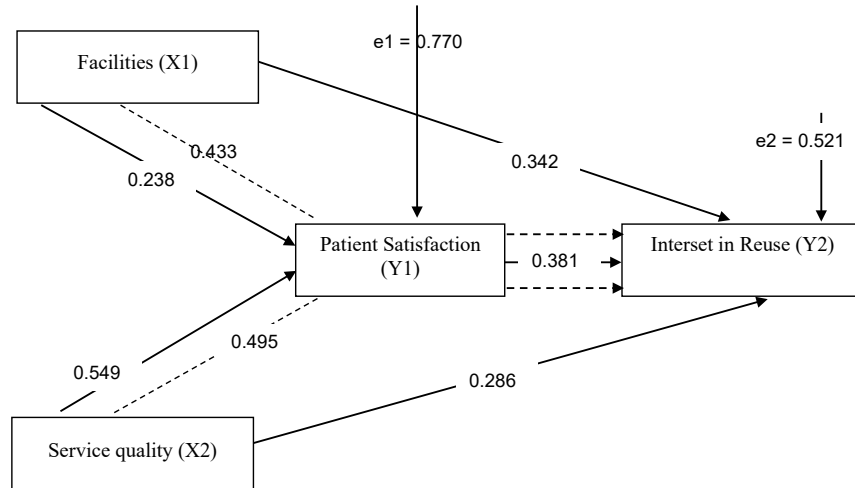 e1 = 0.770
Facilities (X1)
e2 = 0.521
0.433
0.342
0.238
Patient Satisfaction
(Y1)
Interset in Reuse (Y2)
0.381
0.495
0.549
0.286
Service quality (X2)